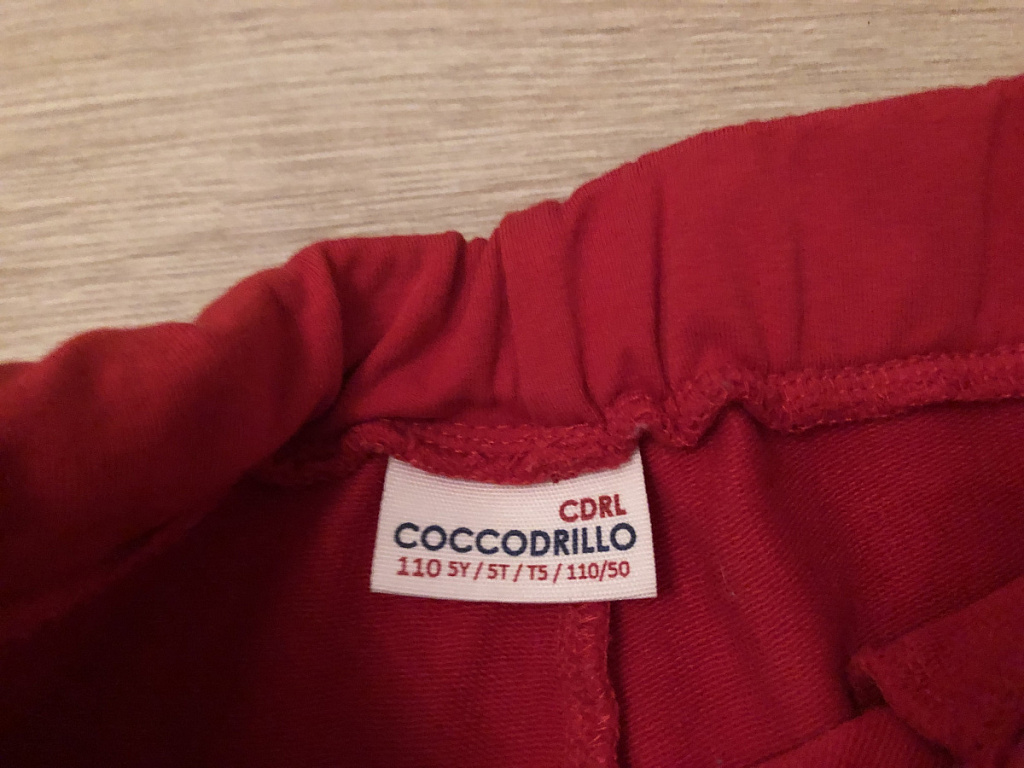 CDRL
COCCODRILLO
110 5Y / 5T / T5 / 110/50